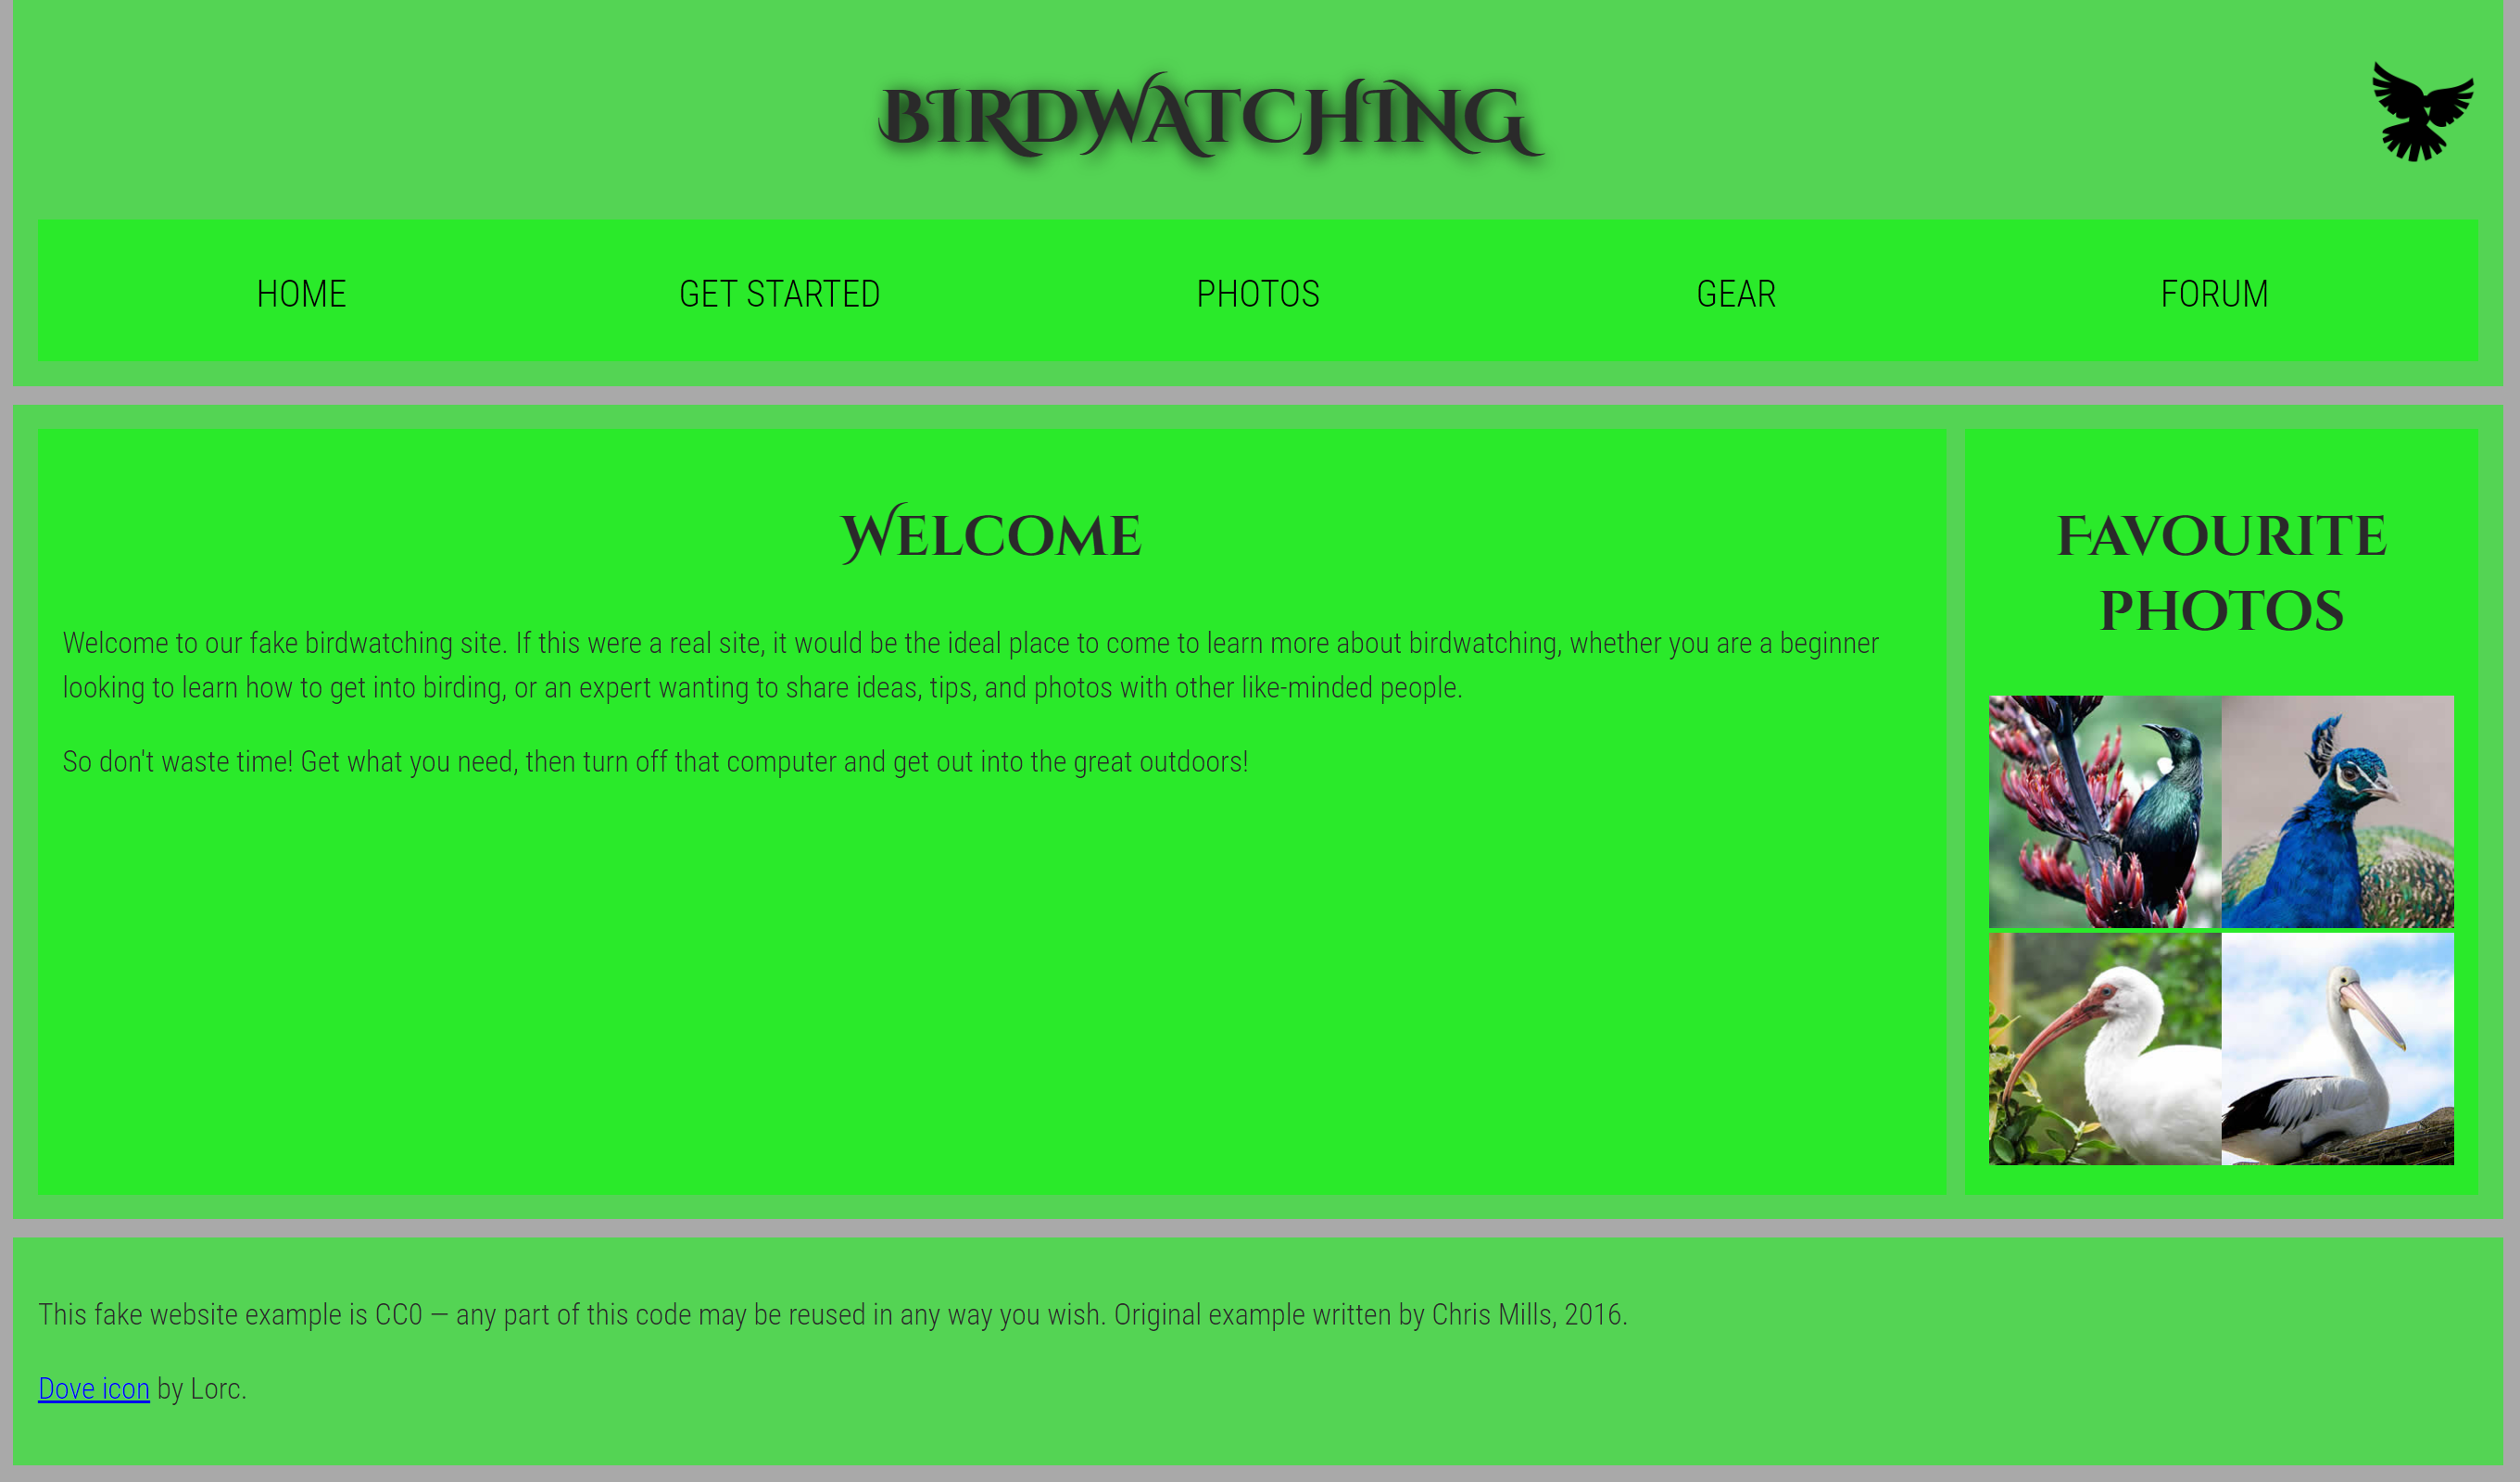 BIRDWATCHING
HOME GET STARTED PHOTOS GEAR FORUM
Welcome
Welcome to our fake birdwatching site. If this were a real site, it would be the ideal place to come to learn more about birdwatching, whether you are a beginner
looking to learn how to get into birding, or an expert wanting to share ideas, tips, and photos with other like-minded people.
So don't waste time! Get what you need, then turn off that computer and get out into the great outdoors!
Favourite
photos
This fake website example is CC0 — any part of this code may be reused in any way you wish. Original example written by Chris Mills, 2016.
Dove icon by Lorc.